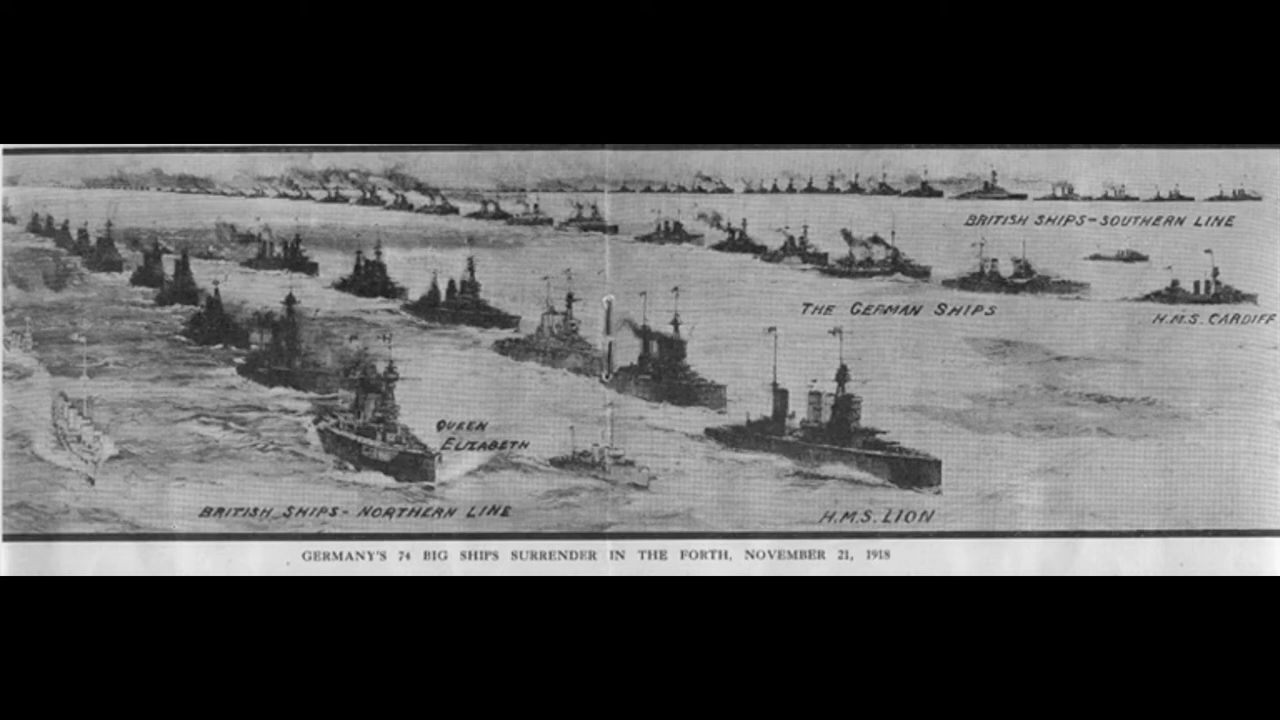 BRITISH SHIPS-SOUTHERN LINE
THE GERMAN SHIPS
H.M.S. CARDIFF
QUEEN
ELIZABETH
BRITISH SHIPS- NORTHERN LINE
H.M.S. LION
GERMANY'S 74 BIG SHIPS SURRENDER IN THE FORTH, NOVEMBER 21, 1918